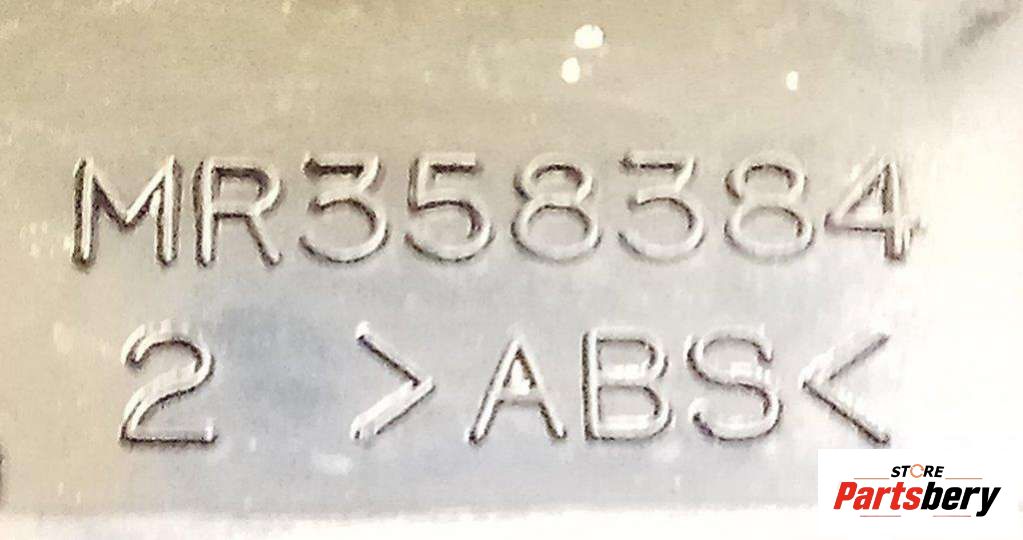 MR358384
2 >ABS<
STORE
Partsbery